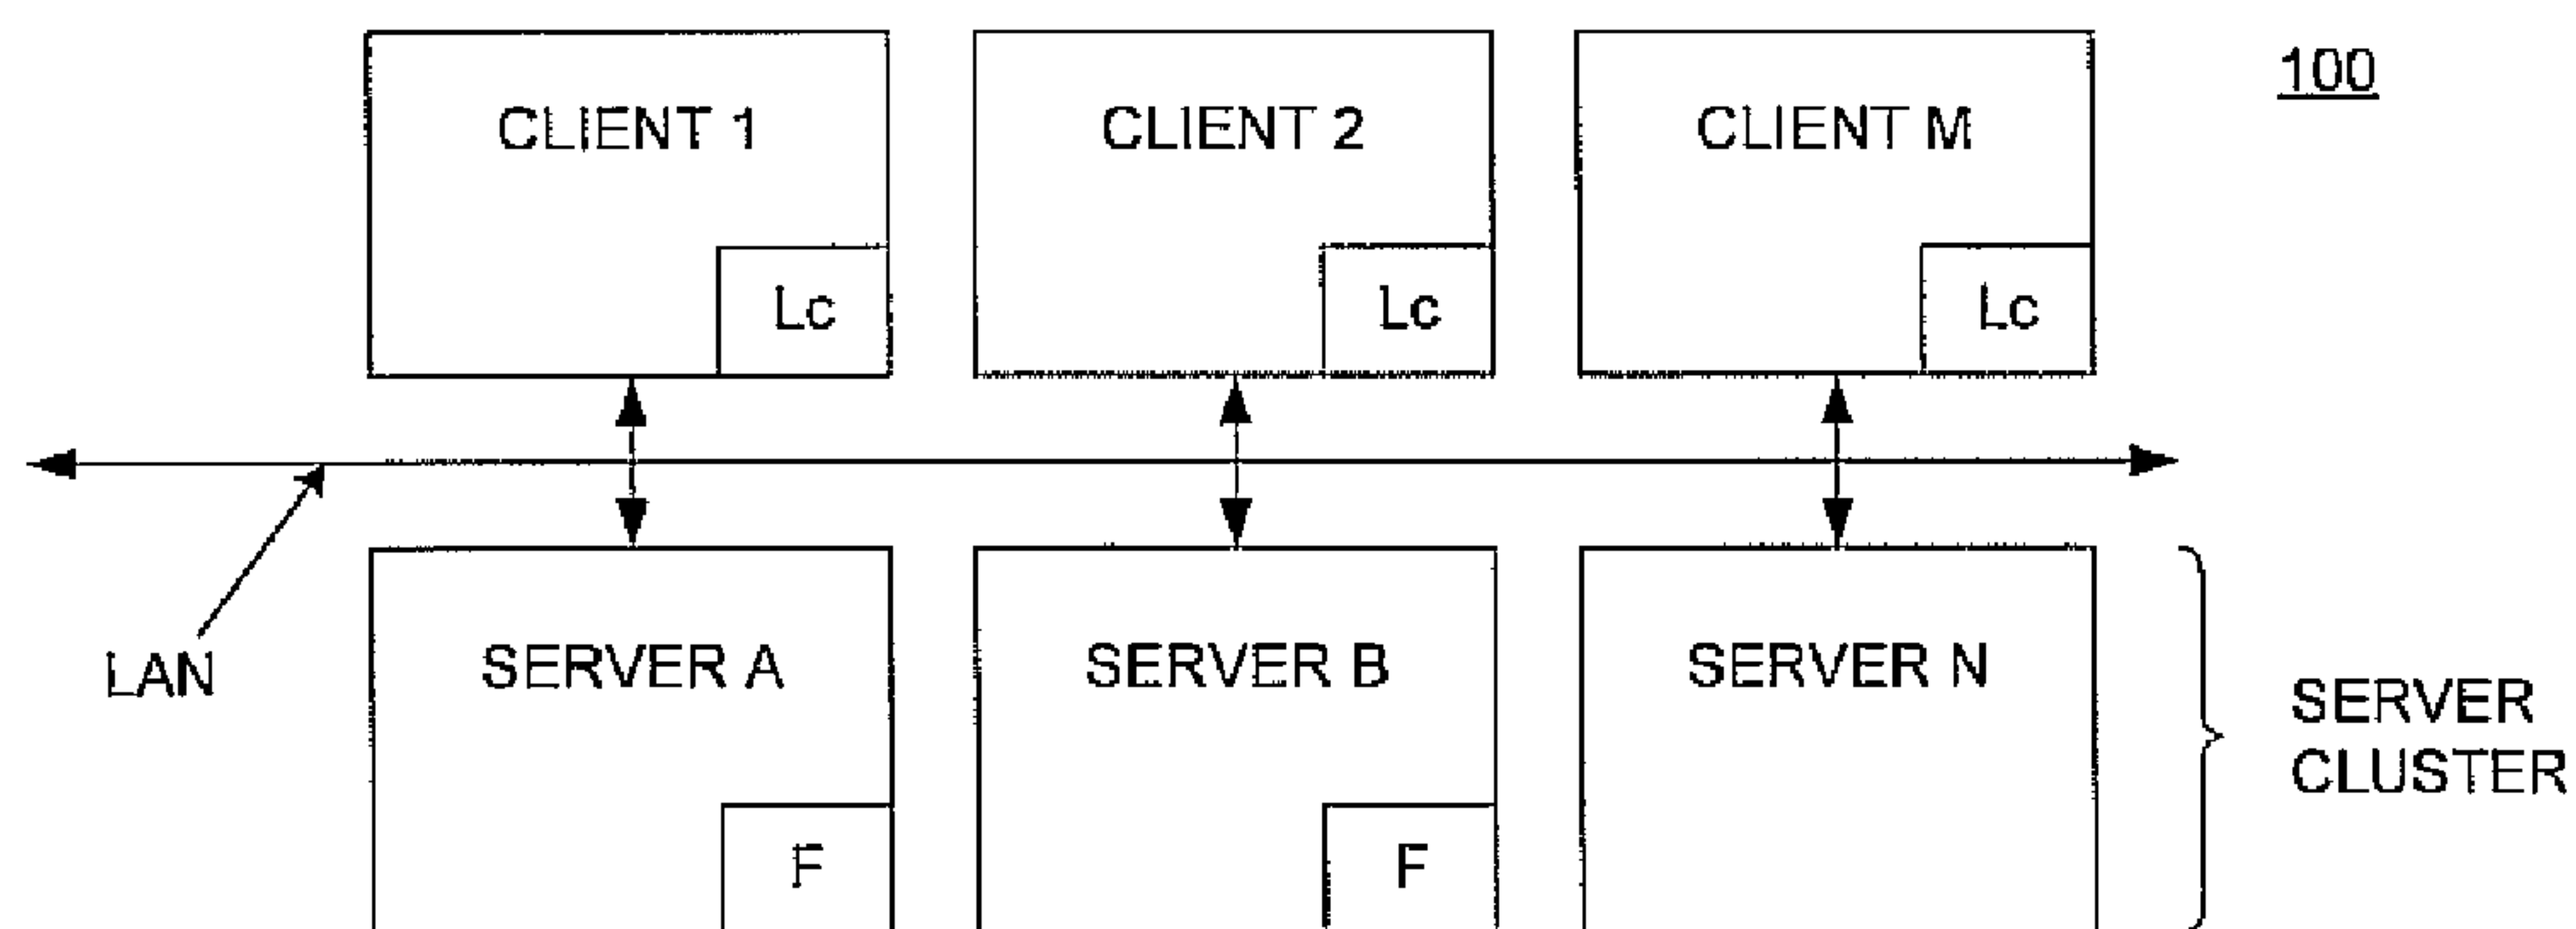 100
CLIENT 1
CLIENT 2
CLIENT M
Lc
Lc
Lc
LAN
SERVER A
SERVER B
SERVER N
SERVER
CLUSTER
F
F